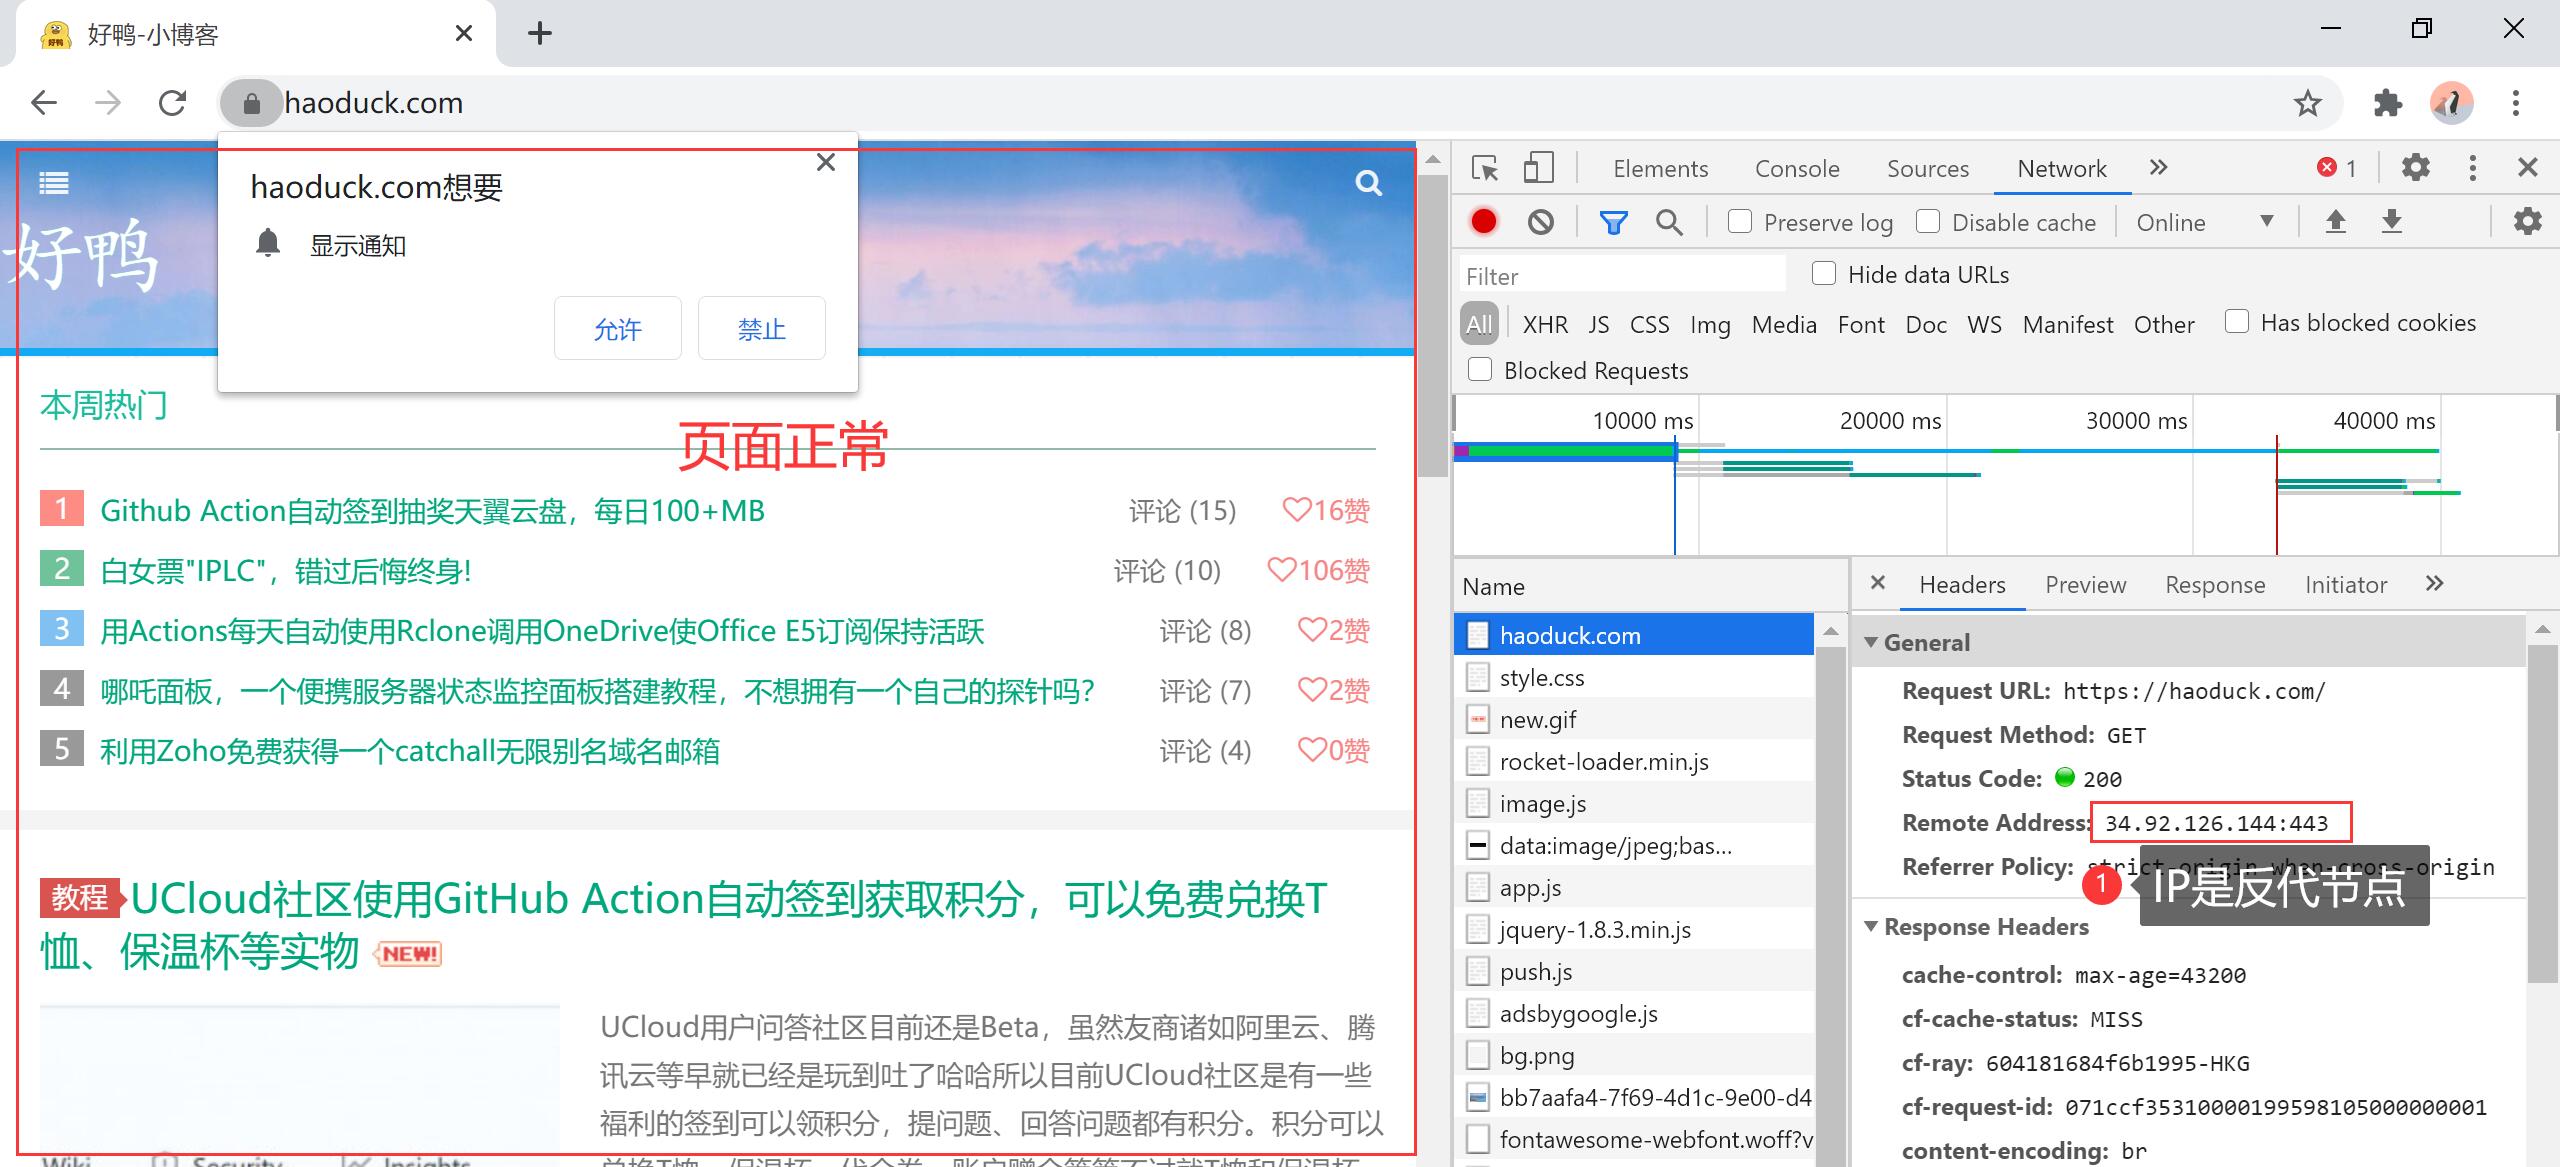 好鸭-小博客
haoduck.com
haoduck.com想要
显示通知
允许
禁止
好鸭
本周热门
页面正常
1 Github Action自动签到抽奖天翼云盘，每日100+MB 评论 (15) 16赞
2 白女票"IPLC"，错过后悔终身! 评论 (10) 106赞
3 用Actions每天自动使用Rclone调用OneDrive使Office E5订阅保持活跃 评论 (8) 2赞
4 哪吒面板，一个便携服务器状态监控面板搭建教程，不想拥有一个自己的探针吗? 评论 (7) 2赞
5 利用Zoho免费获得一个catchall无限别名域名邮箱 评论 (4) 0赞
教程 UCloud社区使用GitHub Action自动签到获取积分，可以免费兑换T
恤、保温杯等实物 NEW!
UCloud用户问答社区目前还是Beta，虽然友商诸如阿里云、腾
讯云等早就已经是玩到吐了哈哈所以目前UCloud社区是有一些
福利的签到可以领积分，提问题、回答问题都有积分。积分可以
Wiki Security Insights
Elements Console Sources Network 1
Preserve log Disable cache Online
Filter Hide data URLs
All XHR JS CSS Img Media Font Doc WS Manifest Other Has blocked cookies
Blocked Requests
10000 ms 20000 ms 30000 ms 40000 ms
Name
haoduck.com
style.css
new.gif
rocket-loader.min.js
image.js
data:image/jpeg;bas...
app.js
jquery-1.8.3.min.js
push.js
adsbygoogle.js
bg.png
bb7aafa4-7f69-4d1c-9e00-d4
fontawesome-webfont.woff?v
Headers Preview Response Initiator
General
Request URL: https://haoduck.com/
Request Method: GET
Status Code: 200
Remote Address: 34.92.126.144:443
Referrer Policy: strict-origin-when-cross-origin
1 IP是反代节点
Response Headers
cache-control: max-age=43200
cf-cache-status: MISS
cf-ray: 604181684f6b1995-HKG
cf-request-id: 071ccf35310000199598105000000001
content-encoding: br